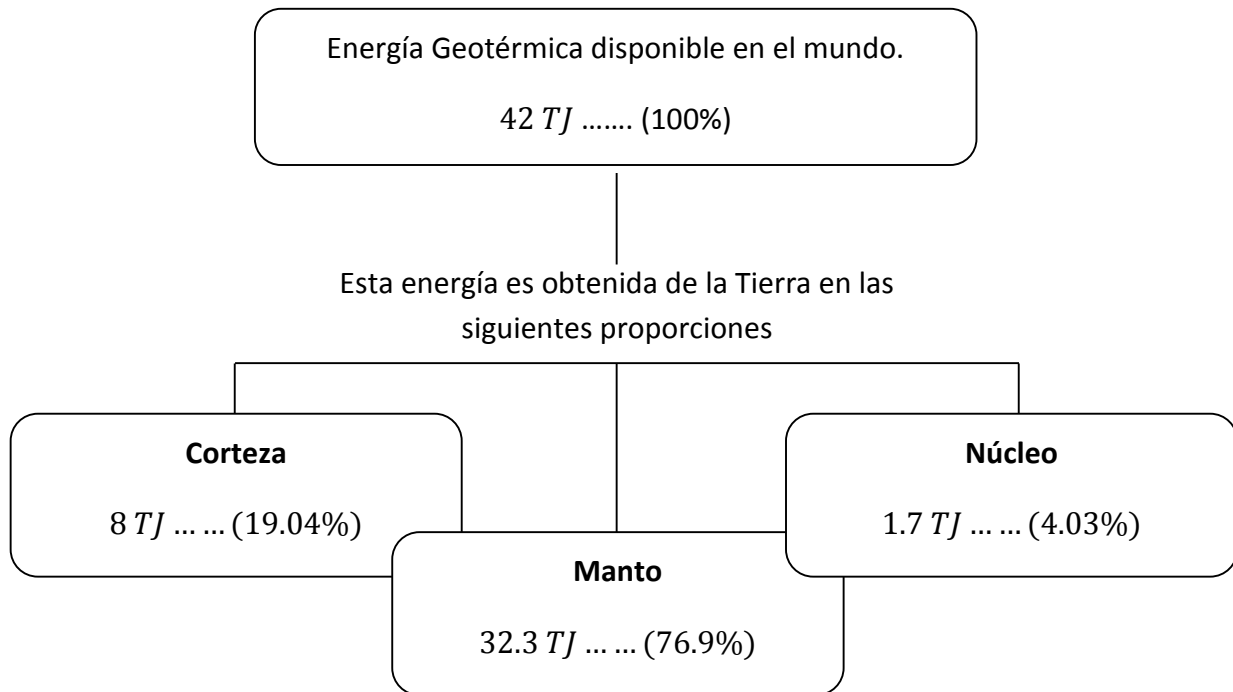 Energía Geotérmica disponible en el mundo.
42 TJ ……. (100%)
Esta energía es obtenida de la Tierra en las
siguientes proporciones
Corteza
8 TJ … … (19.04%)
Manto
32.3 TJ … … (76.9%)
Núcleo
1.7 TJ … … (4.03%)